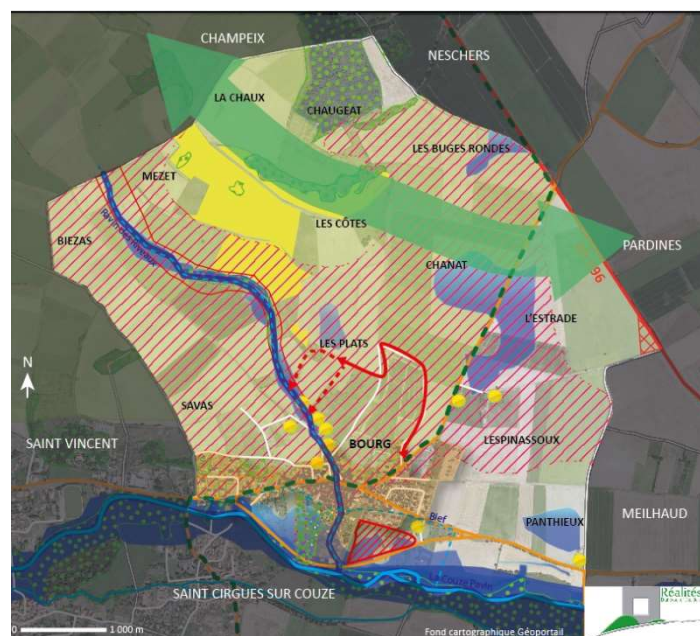 CHAMPEIX
NESCHERS
LA CHAUX
CHAUGEAT
LES BUGES RONDES
MEZET
LES CÔTES
BIEZAS
PARDINES
CHANAT
96
L'ESTRADE
LES PLATS
N
SAVAS
SAINT VINCENT
BOURG
LESPINASSOUX
Bief
PANTHIEUX
MEILHAUD
La Couze Pavin
SAINT CIRGUES SUR COUZE
Réalités
0
1 000 m
Fond cartographique Géoportail